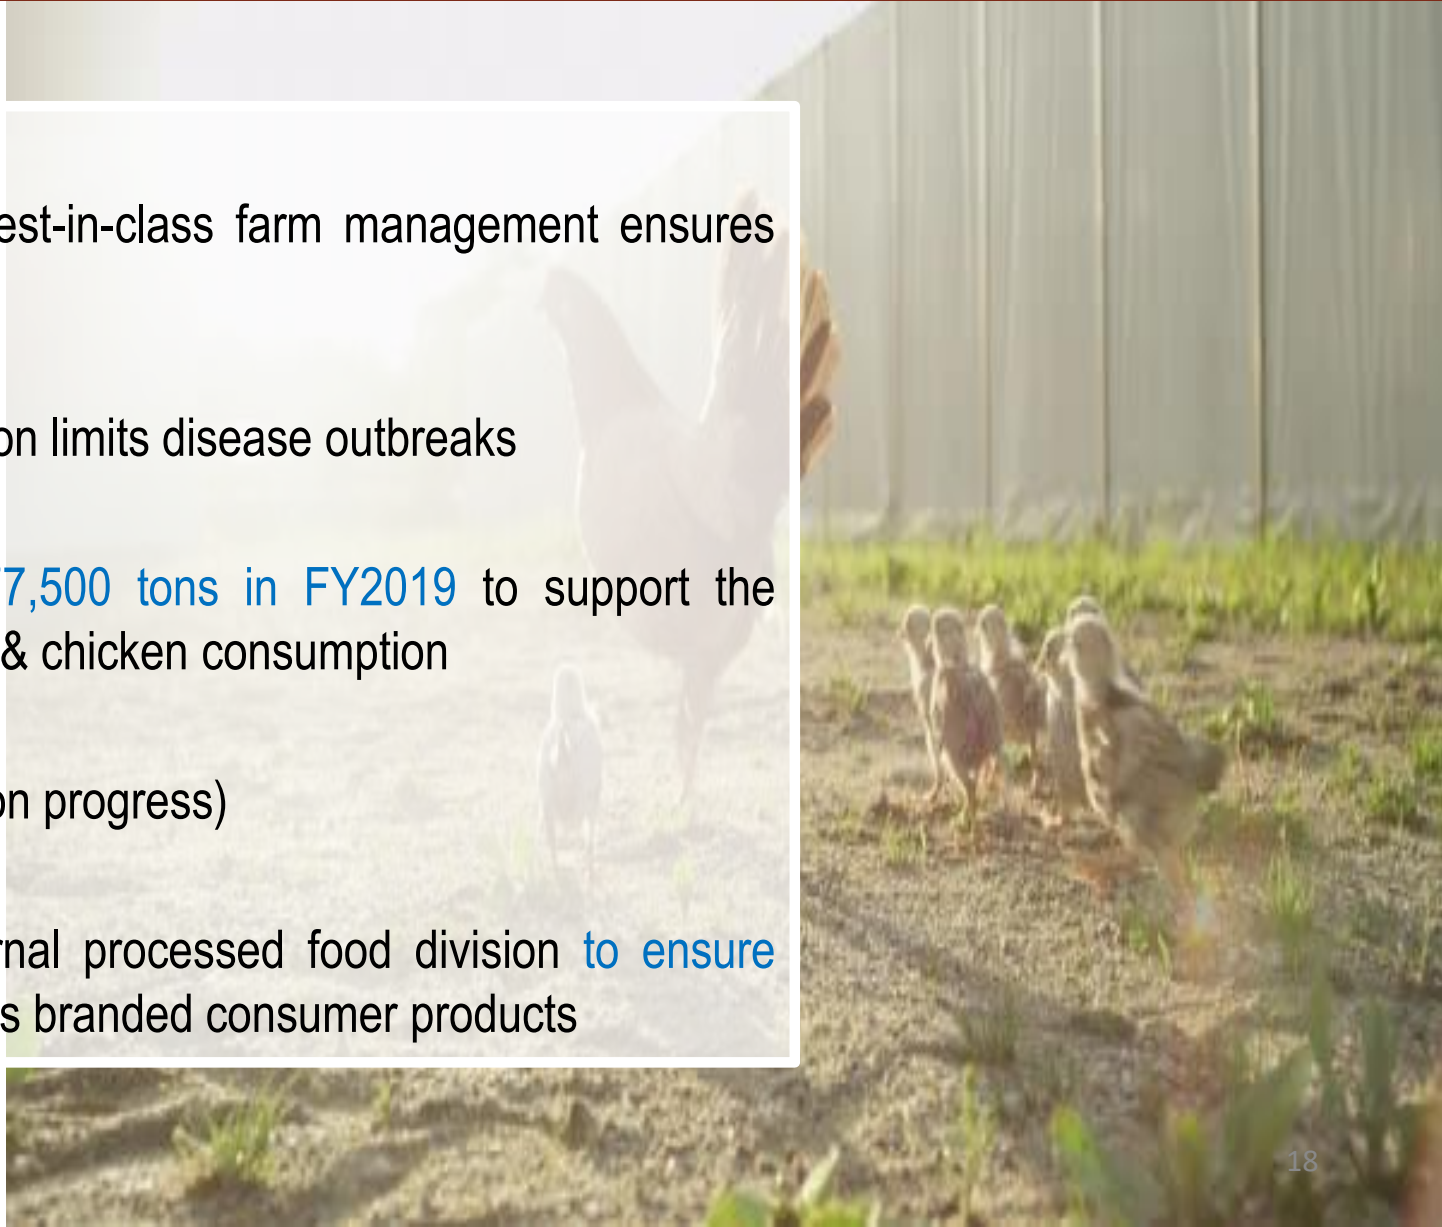 est-in-class farm management ensures
on limits disease outbreaks
7,500 tons in FY2019 to support the
& chicken consumption
on progress)
rnal processed food division to ensure
s branded consumer products
18